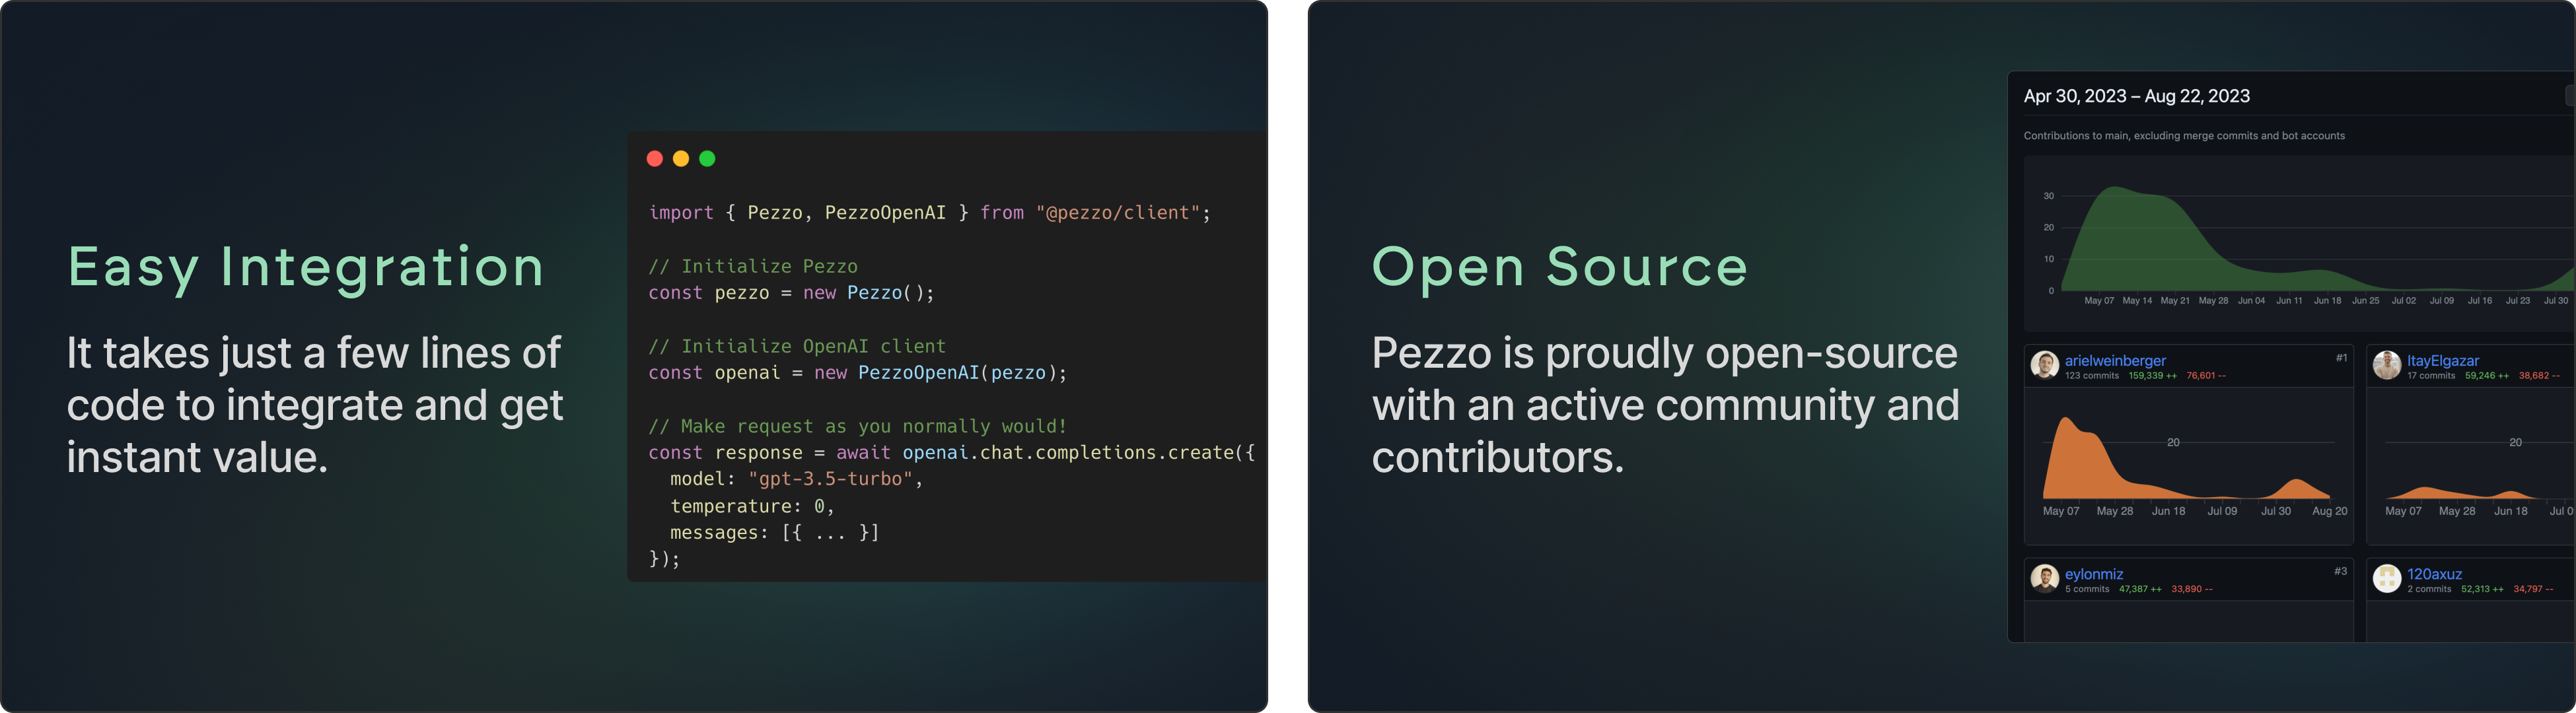 Easy Integration
It takes just a few lines of
code to integrate and get
instant value.
import { Pezzo, PezzoOpenAI } from "@pezzo/client";
// Initialize Pezzo
const pezzo = new Pezzo();
// Initialize OpenAI client
const openai = new PezzoOpenAI(pezzo);
// Make request as you normally would!
const response = await openai.chat.completions.create({
  model: "gpt-3.5-turbo",
  temperature: 0,
  messages: [{ ... }]
});
Open Source
Pezzo is proudly open-source
with an active community and
contributors.
Apr 30, 2023 – Aug 22, 2023
Contributions to main, excluding merge commits and bot accounts
30
20
10
0
May 07 May 14 May 21 May 28 Jun 04 Jun 11 Jun 18 Jun 25 Jul 02 Jul 09 Jul 16 Jul 23 Jul 30
arielweinberger #1
123 commits 159,339 ++ 76,601 --
20
May 07 May 28 Jun 18 Jul 09 Jul 30 Aug 20
ItayElgazar
17 commits 59,246 ++ 38,682 --
20
May 07 May 28 Jun 18 Jul 0
eylonmiz #3
5 commits 47,387 ++ 33,890 --
120axuz
2 commits 52,313 ++ 34,797 --